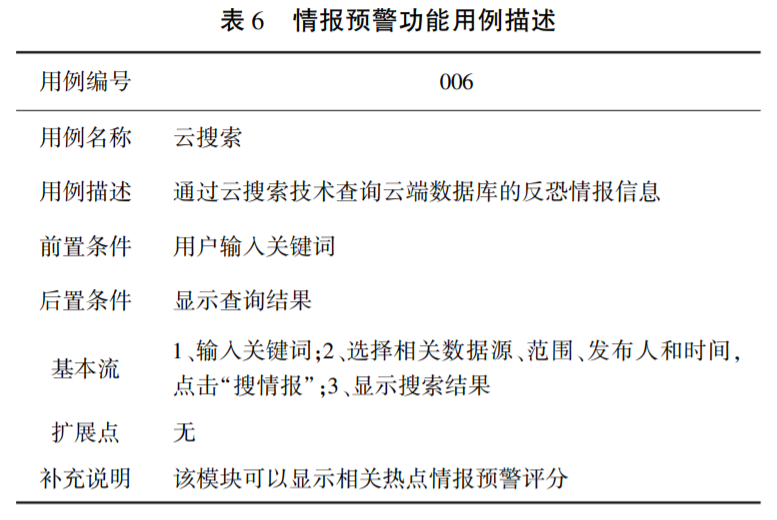 表 6 情报预警功能用例描述
用例编号 006
用例名称 云搜索
用例描述 通过云搜索技术查询云端数据库的反恐情报信息
前置条件 用户输入关键词
后置条件 显示查询结果
基本流 1、输入关键词;2、选择相关数据源、范围、发布人和时间,
点击“搜情报”;3、显示搜索结果
扩展点 无
补充说明 该模块可以显示相关热点情报预警评分